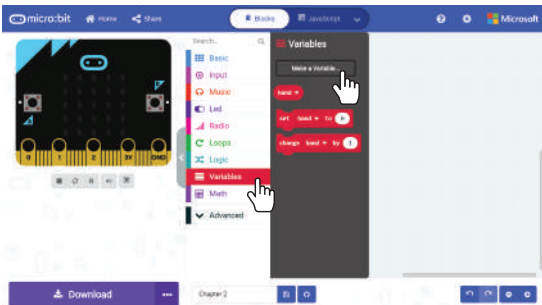 micro:bit Home Share Blocks JavaScript Microsoft
Search...
Basic
Input
Music
Led
Radio
Loops
Logic
Variables
Math
Advanced
Variables
Make a Variable...
hand
set hand to 0
change hand by 1
0 1 2 3V GND
Download
Chapter 2